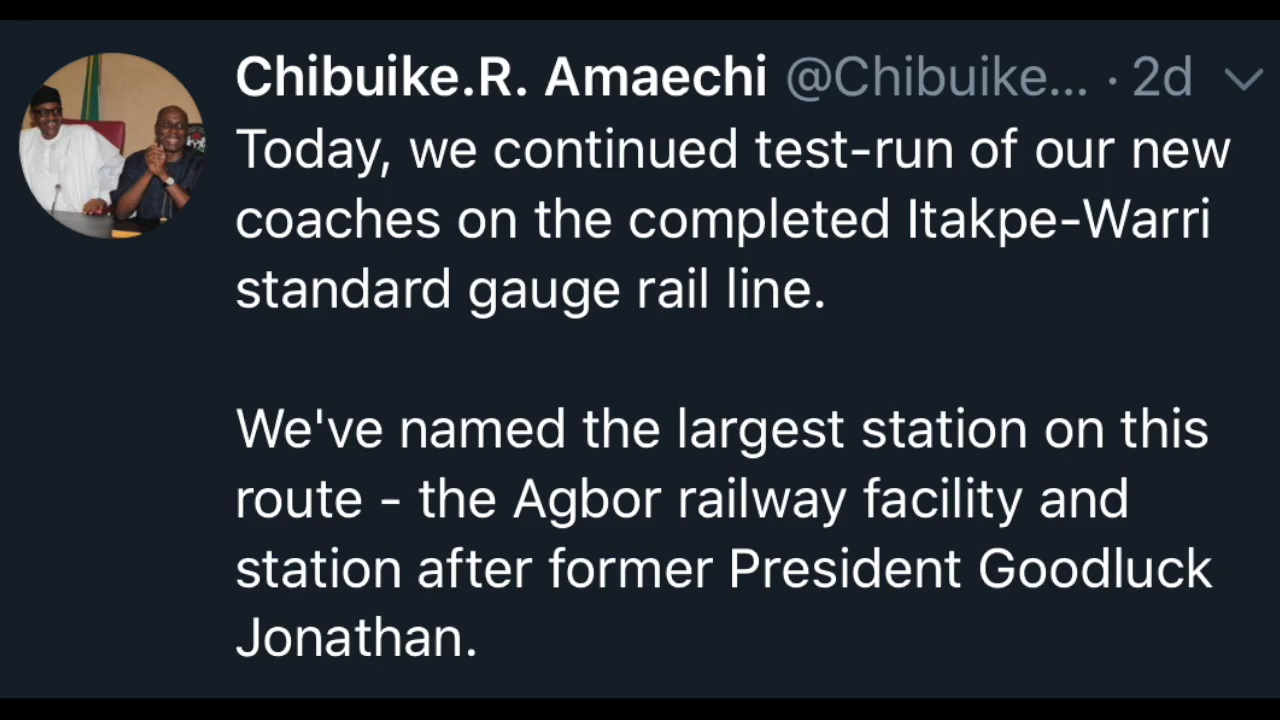 Chibuike.R. Amaechi @Chibuike... · 2d
Today, we continued test-run of our new
coaches on the completed Itakpe-Warri
standard gauge rail line.
We've named the largest station on this
route - the Agbor railway facility and
station after former President Goodluck
Jonathan.